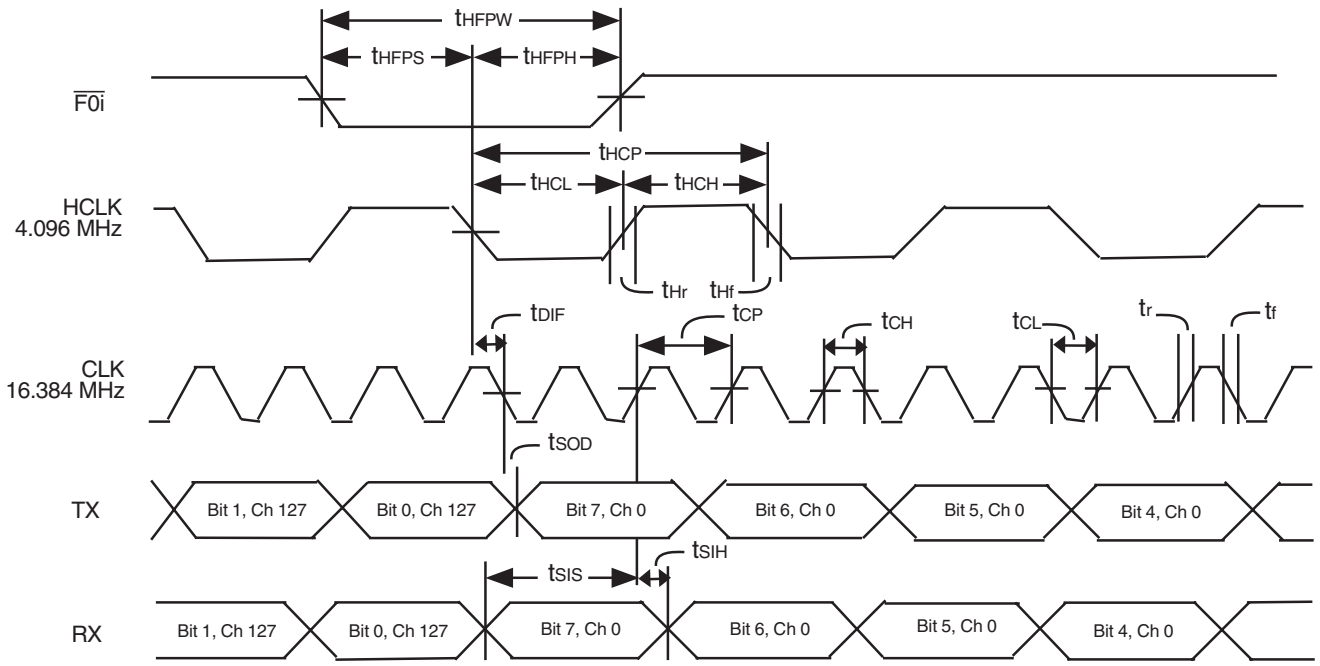 tHFPW
tHFPS tHFPH
F0i
tHCP
tHCL tHCH
HCLK
4.096 MHz
tHr tHf
tDIF tCP tCH tCL tr tf
CLK
16.384 MHz
tSOD
TX Bit 1, Ch 127 Bit 0, Ch 127 Bit 7, Ch 0 Bit 6, Ch 0 Bit 5, Ch 0 Bit 4, Ch 0
tSIS tSIH
RX Bit 1, Ch 127 Bit 0, Ch 127 Bit 7, Ch 0 Bit 6, Ch 0 Bit 5, Ch 0 Bit 4, Ch 0